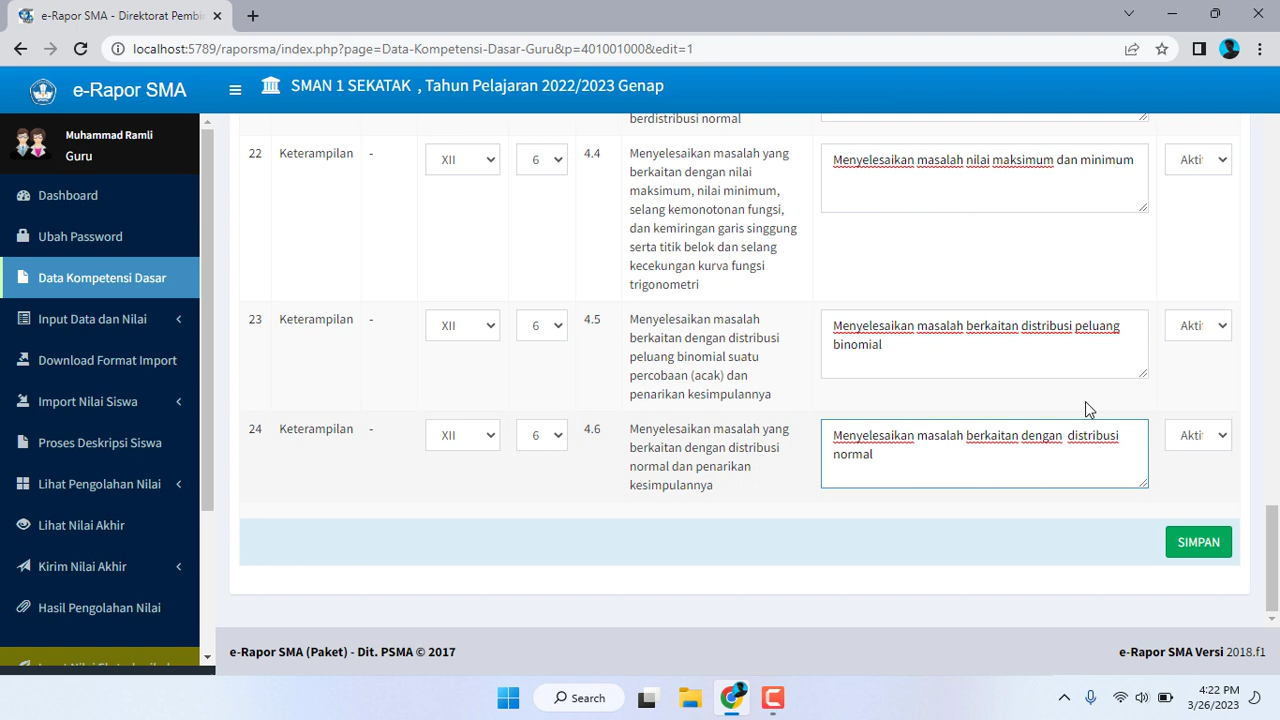 e-Rapor SMA - Direktorat Pembin
localhost:5789/raporsma/index.php?page=Data-Kompetensi-Dasar-Guru&p=401001000&edit=1
e-Rapor SMA
SMAN 1 SEKATAK , Tahun Pelajaran 2022/2023 Genap
Muhammad Ramli
Guru
Dashboard
Ubah Password
Data Kompetensi Dasar
Input Data dan Nilai
Download Format Import
Import Nilai Siswa
Proses Deskripsi Siswa
Lihat Pengolahan Nilai
Lihat Nilai Akhir
Kirim Nilai Akhir
Hasil Pengolahan Nilai
berdistribusi normal
22 Keterampilan - XII 6 4.4
Menyelesaikan masalah yang
berkaitan dengan nilai
maksimum, nilai minimum,
selang kemonotonan fungsi,
dan kemiringan garis singgung
serta titik belok dan selang
kecekungan kurva fungsi
trigonometri
Menyelesaikan masalah nilai maksimum dan minimum
Akti
23 Keterampilan - XII 6 4.5
Menyelesaikan masalah
berkaitan dengan distribusi
peluang binomial suatu
percobaan (acak) dan
penarikan kesimpulannya
Menyelesaikan masalah berkaitan distribusi peluang
binomial
Akti
24 Keterampilan - XII 6 4.6
Menyelesaikan masalah yang
berkaitan dengan distribusi
normal dan penarikan
kesimpulannya
Menyelesaikan masalah berkaitan dengan  distribusi
normal
Akti
SIMPAN
e-Rapor SMA (Paket) - Dit. PSMA © 2017
e-Rapor SMA Versi 2018.f1
Search
4:22 PM
3/26/2023